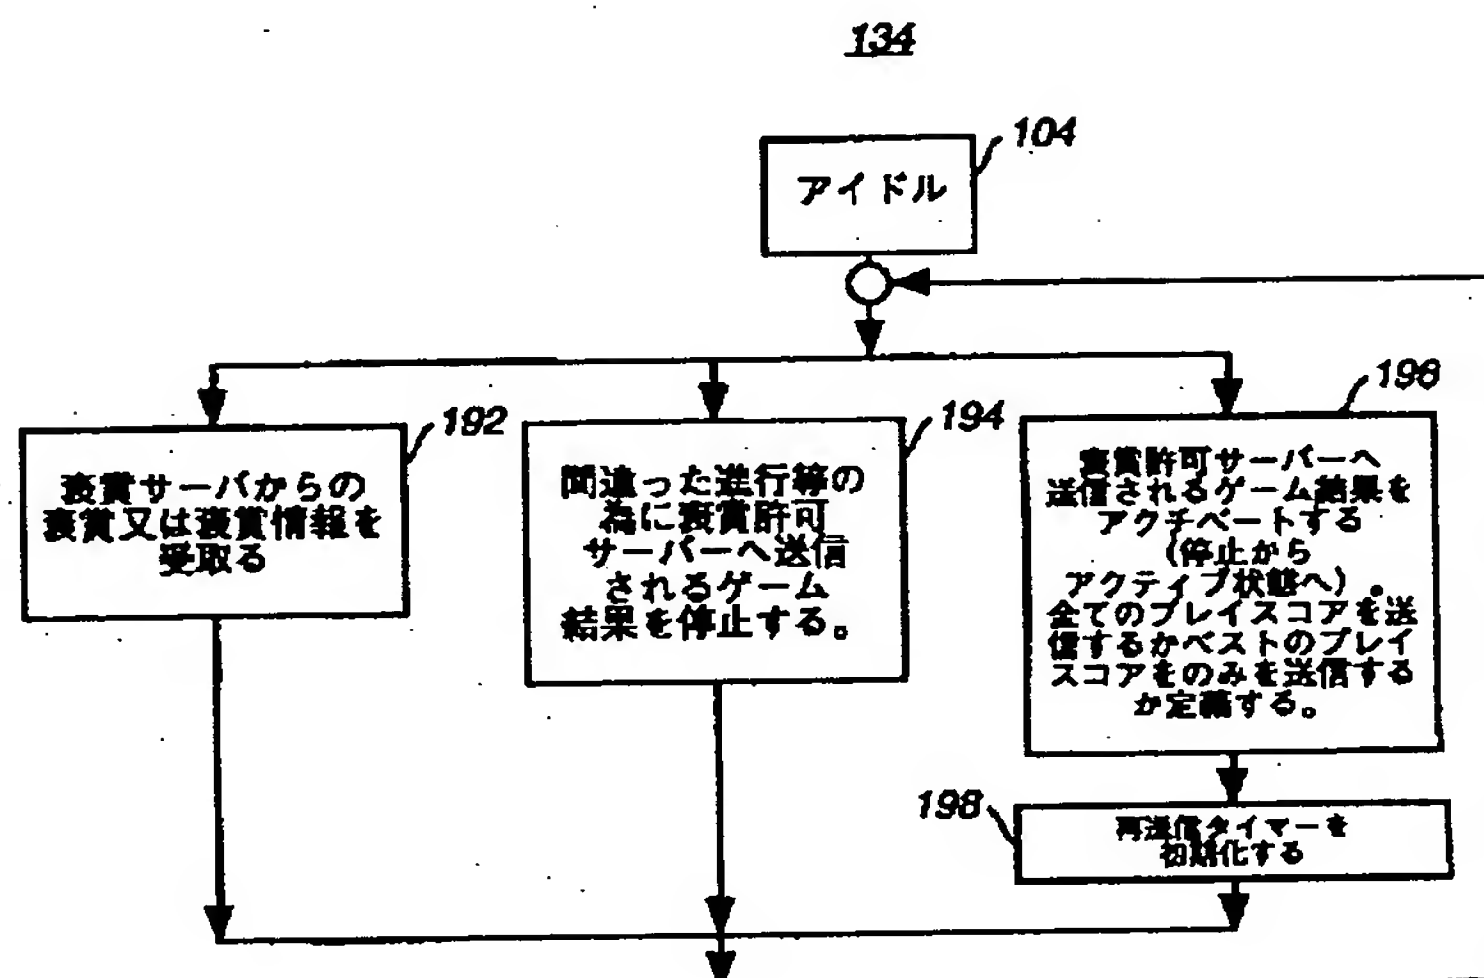 134
104
アイドル
192
褒賞サーバからの
褒賞又は褒賞情報を
受取る
194
間違った進行等の
為に褒賞許可
サーバーへ送信
されるゲーム
結果を停止する。
196
褒賞許可サーバーへ
送信されるゲーム結果を
アクチベートする
(停止から
アクティブ状態へ)。
全てのプレイスコアを送
信するかベストのプレイ
スコアをのみを送信する
か定義する。
198
再送信タイマーを
初期化する